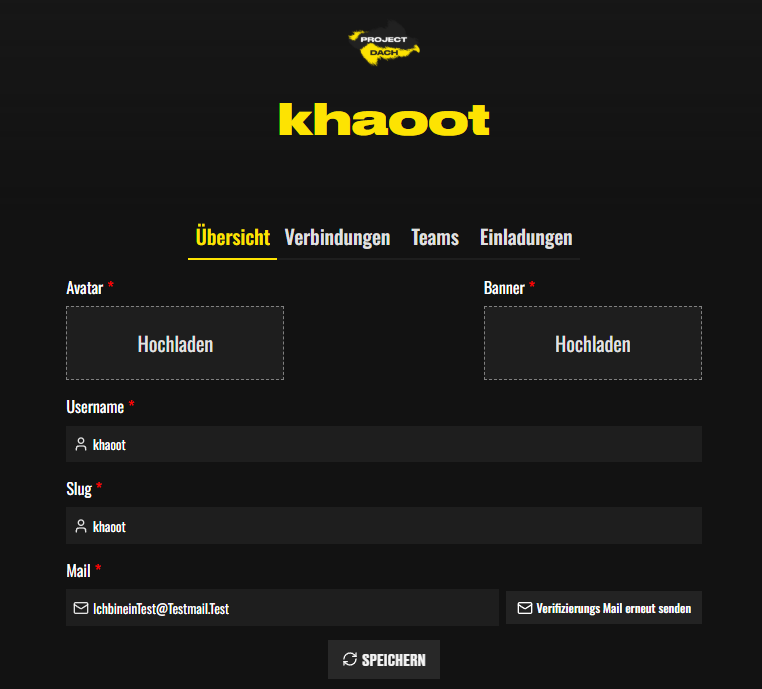 PROJECT
DACH
khaoot
Übersicht Verbindungen Teams Einladungen
Avatar * Banner *
Hochladen Hochladen
Username *
khaoot
Slug *
khaoot
Mail *
IchbineinTest@Testmail.Test Verifizierungs Mail erneut senden
SPEICHERN